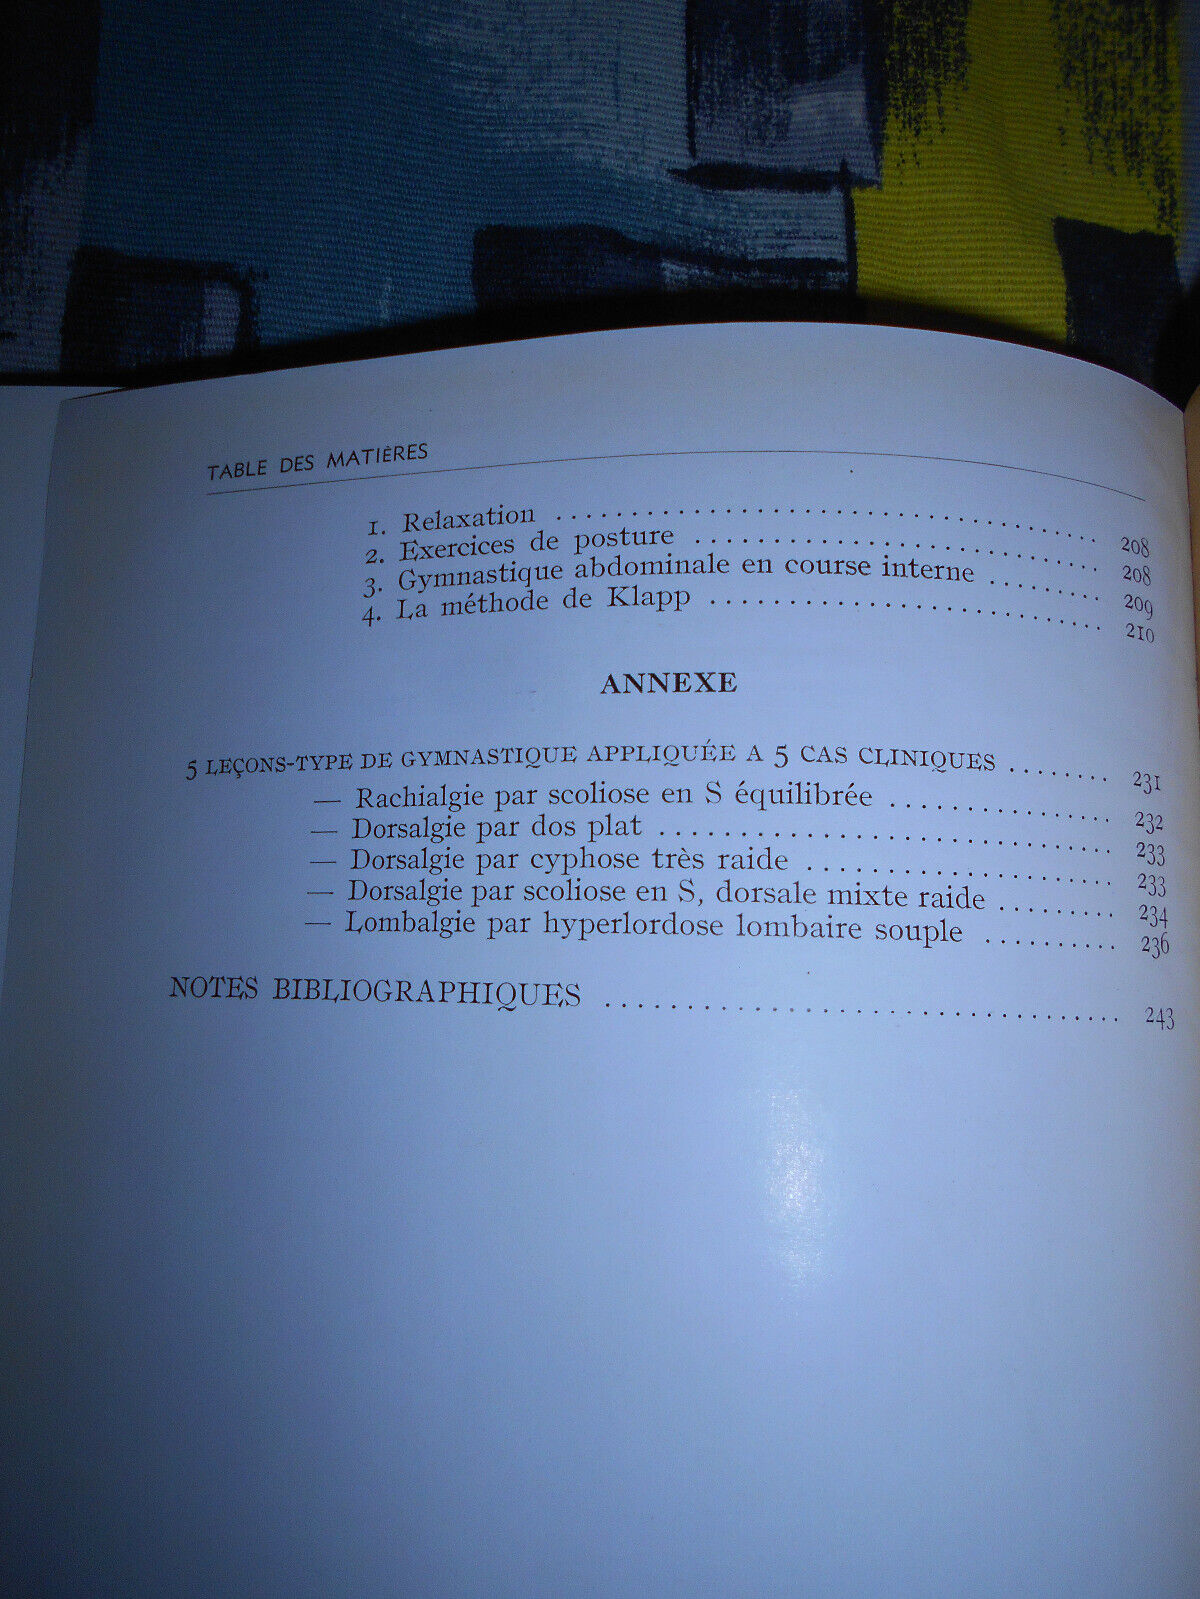 TABLE DES MATIÈRES
1. Relaxation ........ 208
2. Exercices de posture ........ 208
3. Gymnastique abdominale en course interne ........ 209
4. La méthode de Klapp ........ 210
ANNEXE
5 LEÇONS-TYPE DE GYMNASTIQUE APPLIQUÉE A 5 CAS CLINIQUES ........ 231
— Rachialgie par scoliose en S équilibrée ........ 232
— Dorsalgie par dos plat ........ 233
— Dorsalgie par cyphose très raide ........ 233
— Dorsalgie par scoliose en S, dorsale mixte raide ........ 234
— Lombalgie par hyperlordose lombaire souple ........ 236
NOTES BIBLIOGRAPHIQUES ........ 243